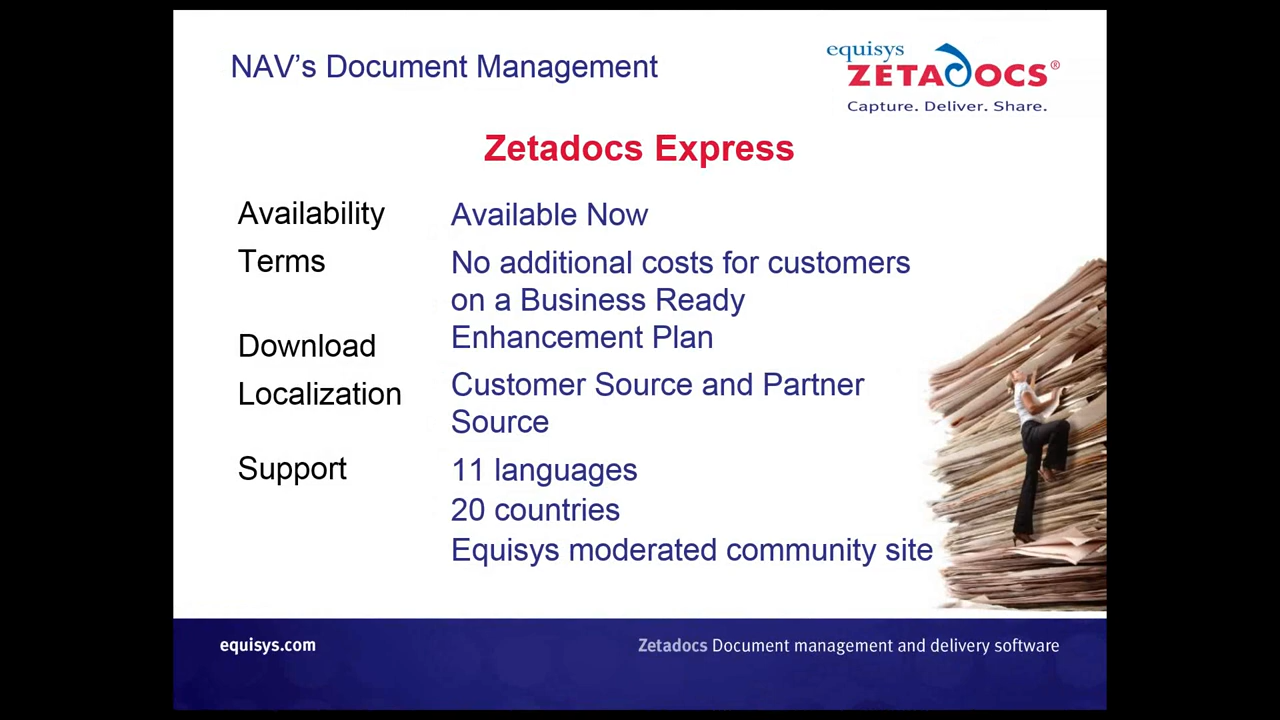 NAV's Document Management
equisys
ZETADOCS®
Capture. Deliver. Share.
Zetadocs Express
Availability
Available Now
Terms
No additional costs for customers
on a Business Ready
Enhancement Plan
Download
Localization
Customer Source and Partner
Source
Support
11 languages
20 countries
Equisys moderated community site
equisys.com
Zetadocs Document management and delivery software